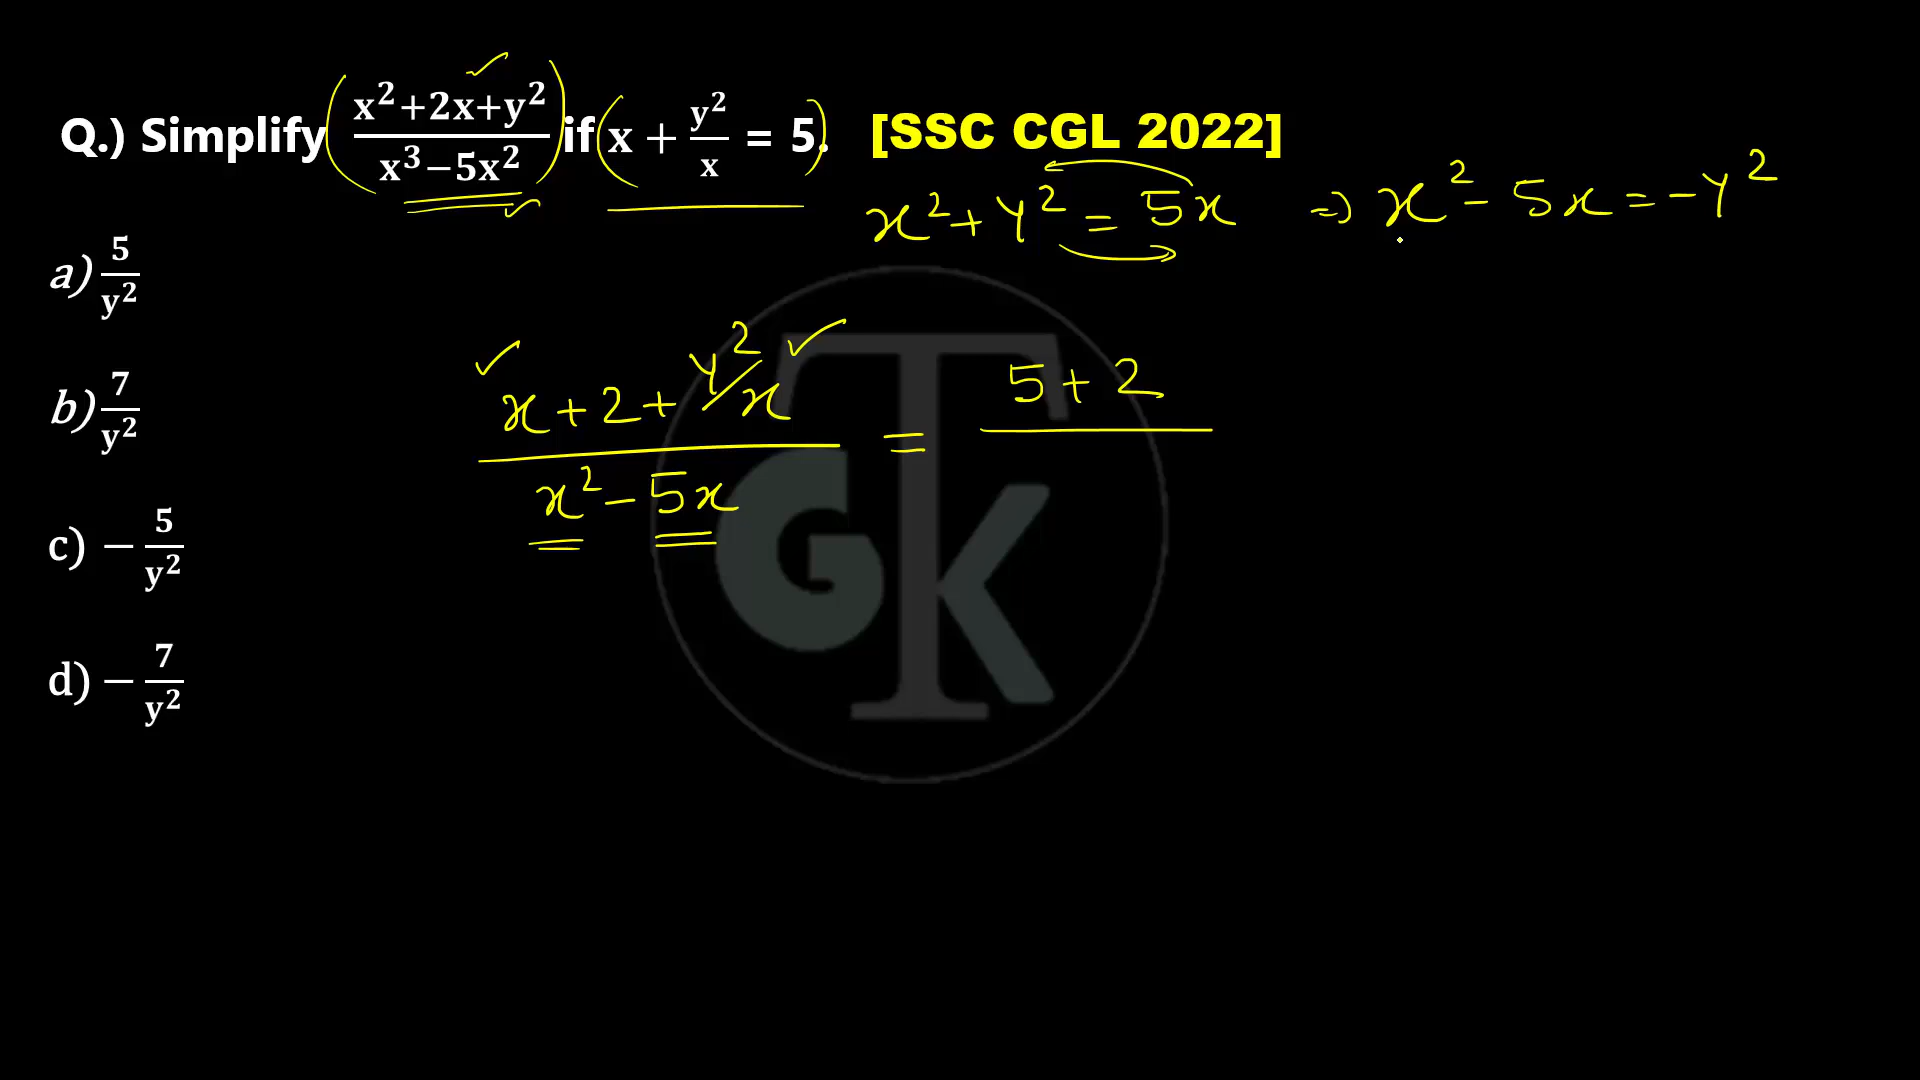 Q.) Simplify (x²+2x+y²)/(x³−5x²) if x + y²/x = 5. [SSC CGL 2022]
x² + y² = 5x ⇒ x² - 5x = -y²
a) 5/y²
(x + 2 + y²/x)/(x² - 5x) = 5 + 2
b) 7/y²
c) − 5/y²
d) − 7/y²
TGK